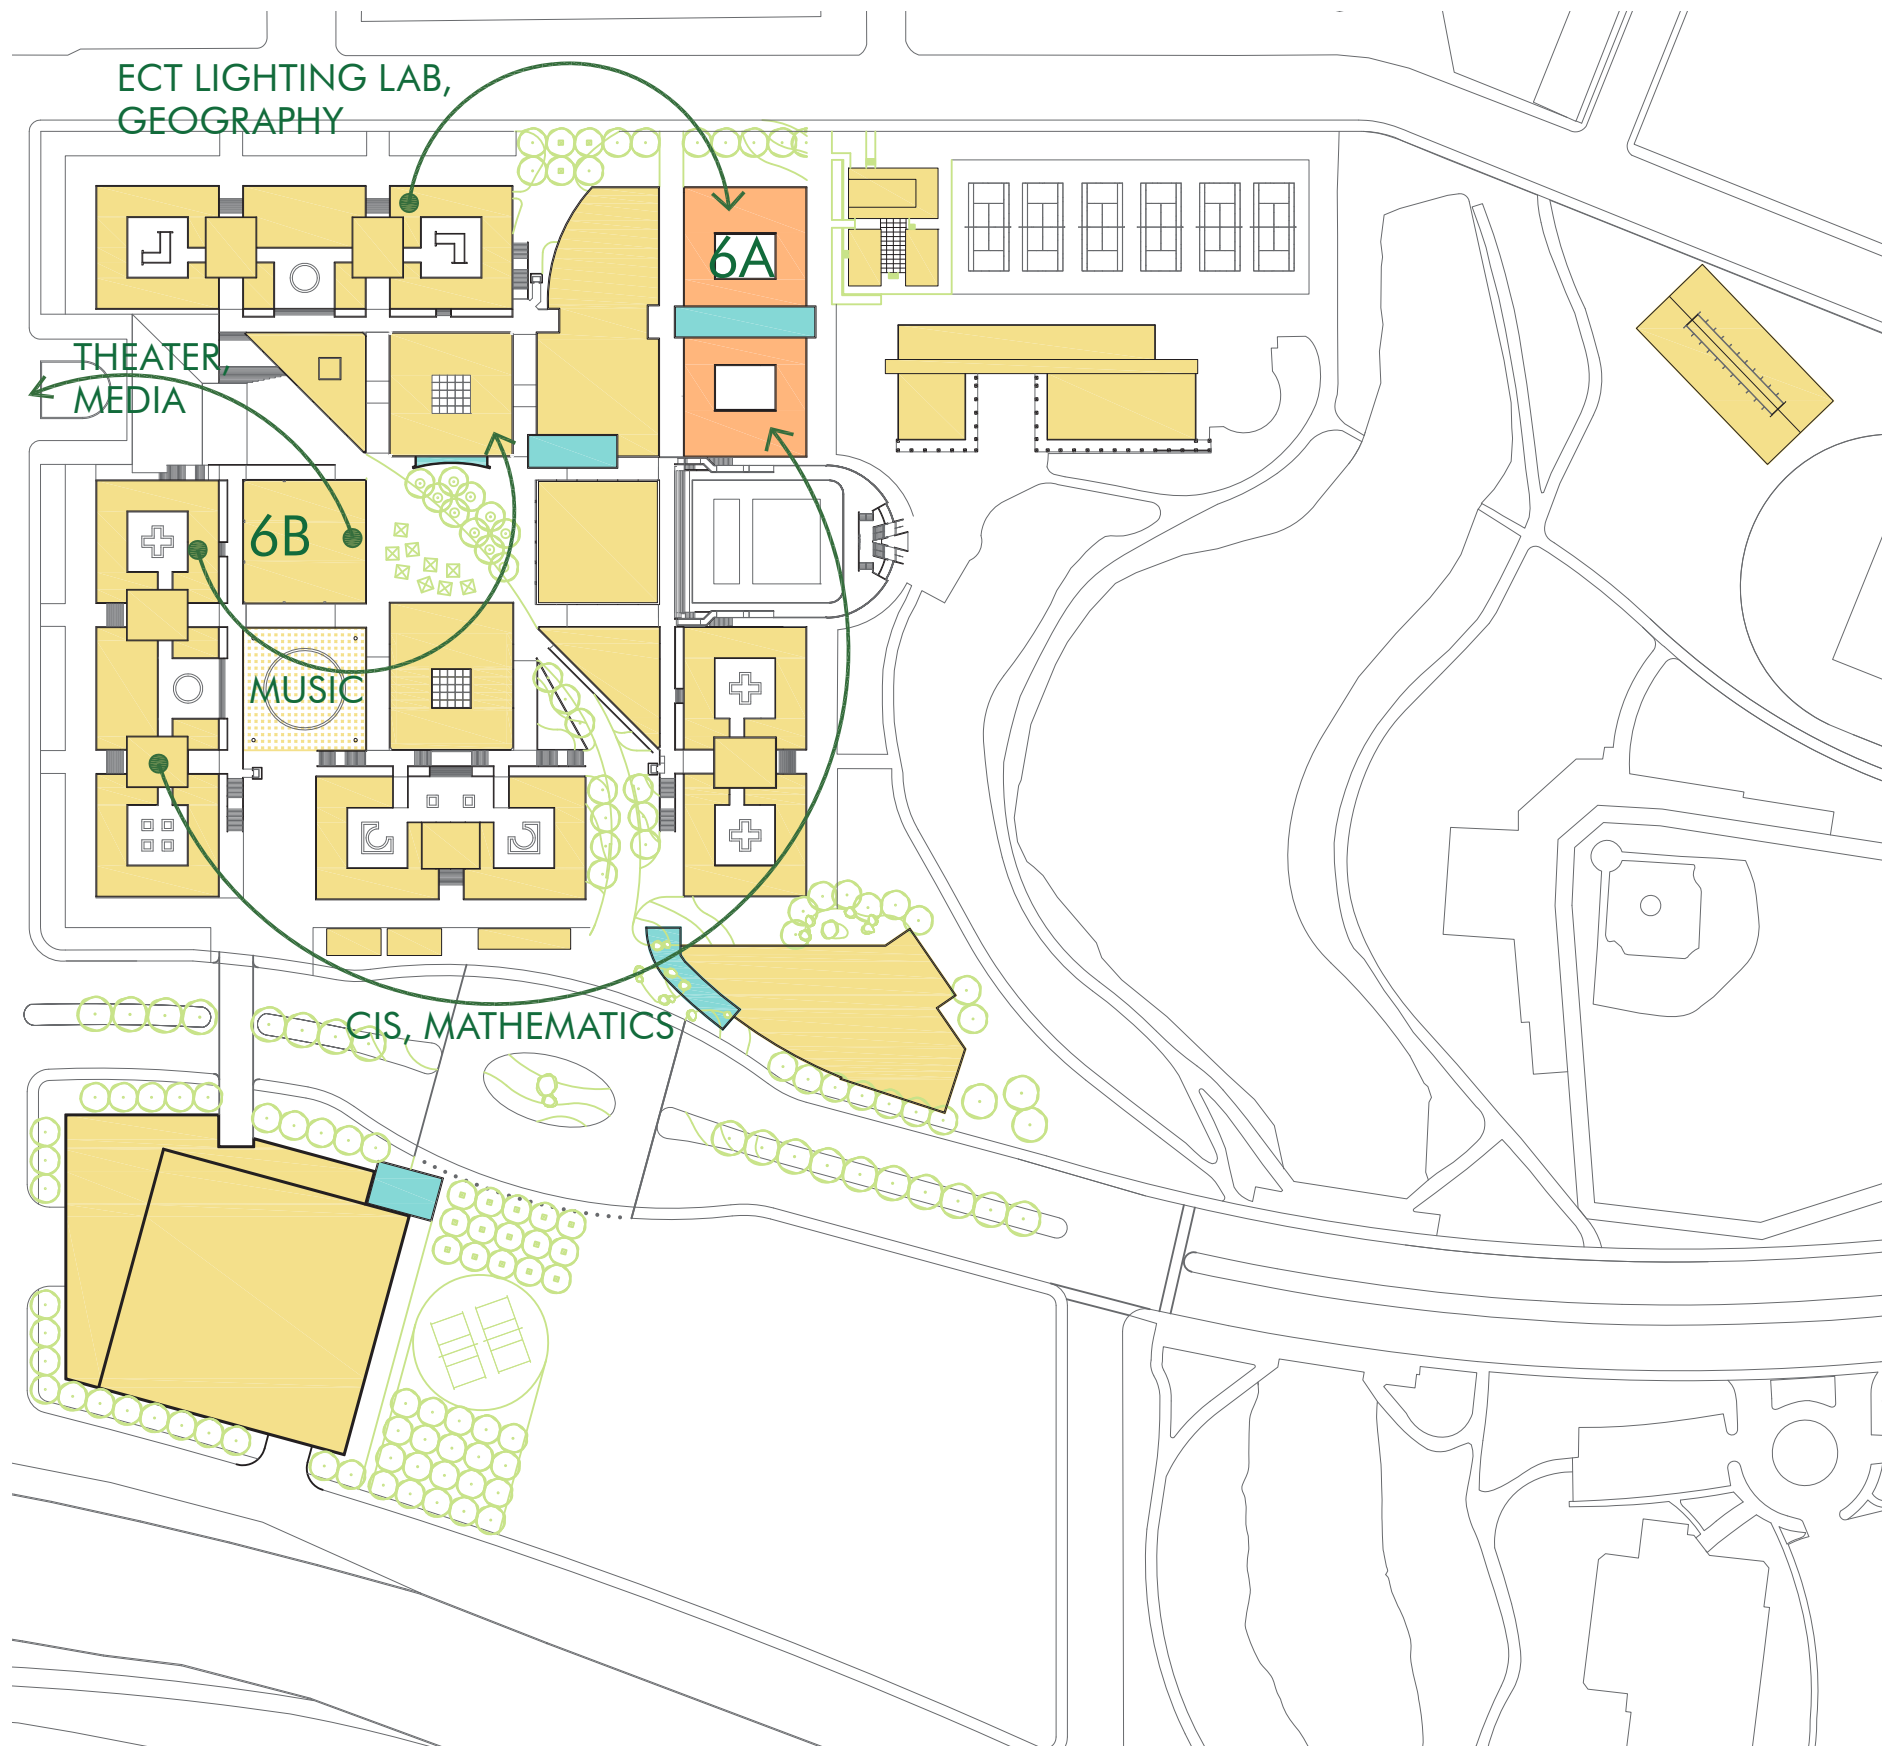 ECT LIGHTING LAB,
GEOGRAPHY
6A
THEATER,
MEDIA
6B
MUSIC
CIS, MATHEMATICS